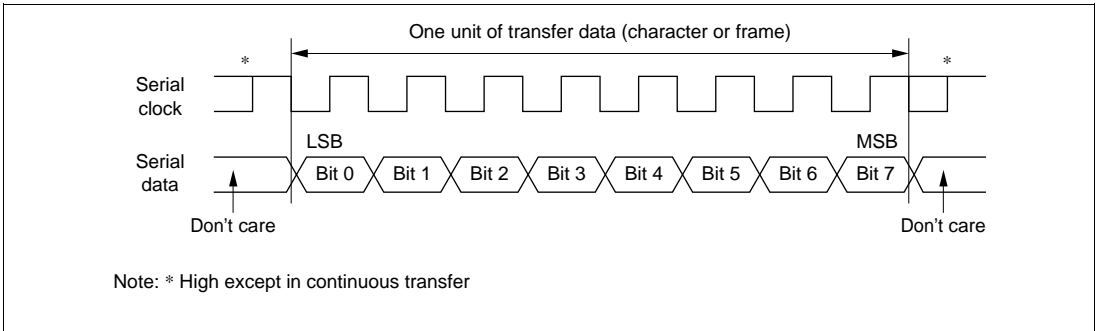 One unit of transfer data (character or frame)
* *
Serial
clock
LSB MSB
Serial
data
Bit 0 Bit 1 Bit 2 Bit 3 Bit 4 Bit 5 Bit 6 Bit 7
Don't care Don't care
Note: * High except in continuous transfer